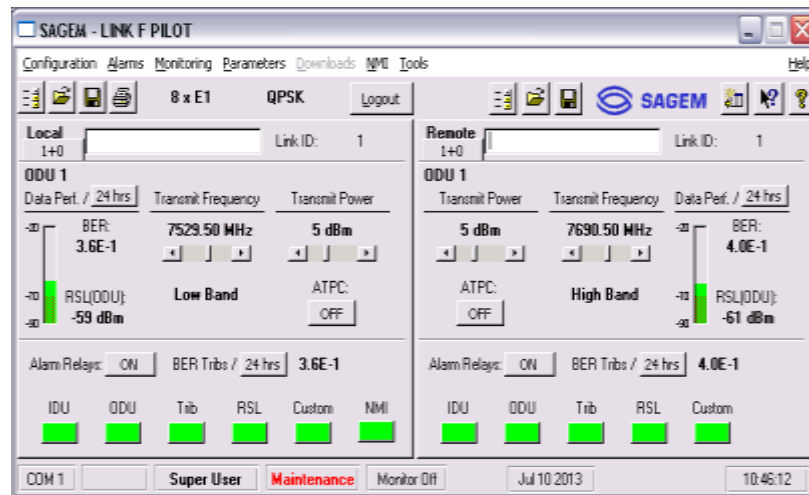 SAGEM - LINK F PILOT
Configuration Alarms Monitoring Parameters Downloads NMI Tools Help
8 x E1 QPSK Logout SAGEM
Local Link ID: 1 Remote Link ID: 1
1+0 1+0
ODU 1 ODU 1
Data Perf. / 24 hrs Transmit Frequency Transmit Power Transmit Power Transmit Frequency Data Perf. / 24 hrs
-20 BER: 7529.50 MHz 5 dBm 5 dBm 7690.50 MHz -20 BER:
3.6E-1 4.0E-1
ATPC: ATPC:
-70 RSL(ODU): Low Band OFF OFF High Band -70 RSL(ODU):
-90 -59 dBm -90 -61 dBm
Alarm Relays: ON BER Tribs / 24 hrs 3.6E-1 Alarm Relays: ON BER Tribs / 24 hrs 4.0E-1
IDU ODU Trib RSL Custom NMI IDU ODU Trib RSL Custom
COM 1 Super User Maintenance Monitor Off Jul 10 2013 10:46:12